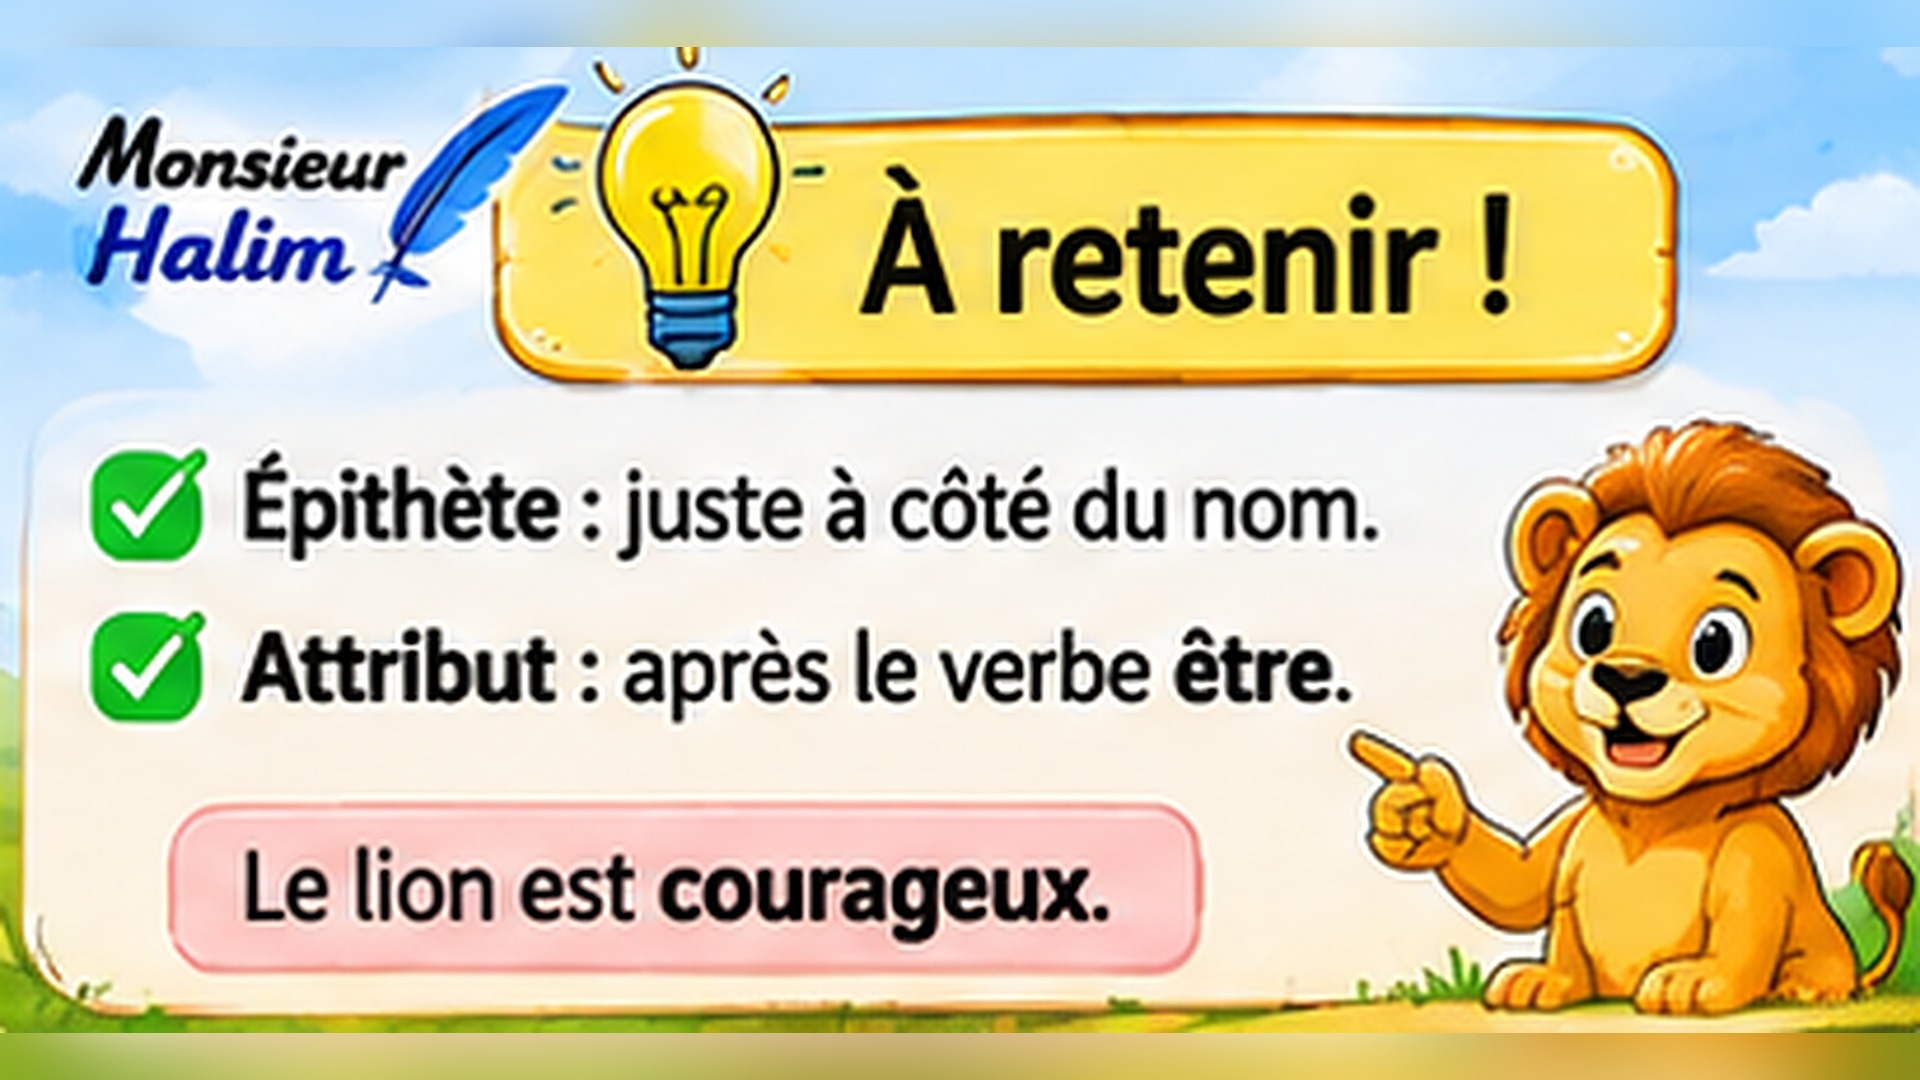 Monsieur
Halim
À retenir !
Épithète : juste à côté du nom.
Attribut : après le verbe être.
Le lion est courageux.